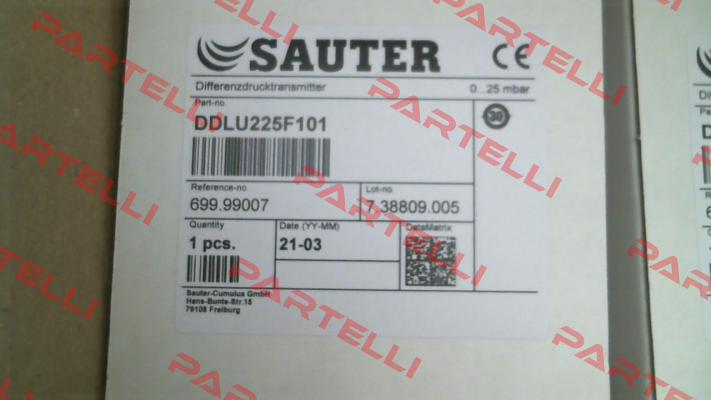 SAUTER CE
Differenzdrucktransmitter 0...25 mbar
Part-no.
DDLU225F101
30
Reference-no. Lot-no.
699.99007 7.38809.005
Quantity Date (YY-MM) DataMatrix
1 pcs. 21-03
Sauter-Cumulus GmbH
Hans-Bunte-Str.15
79108 Freiburg
PARTELLI
PARTELLI
PARTELLI
PARTELLI
PARTELLI
PARTELLI
PARTELLI